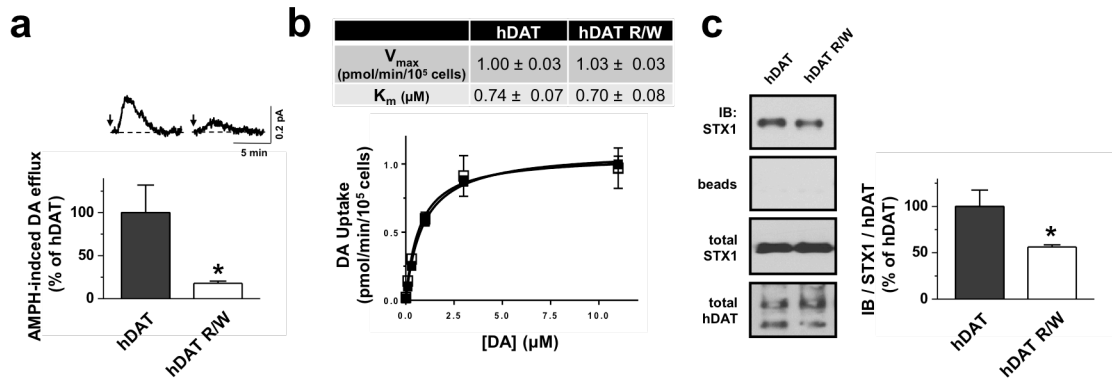 a
0.2 pA
5 min
AMPH-indced DA efflux
(% of hDAT)
100
50
0
*
hDAT
hDAT R/W
b
hDAT hDAT R/W
Vmax
(pmol/min/10⁵ cells) 1.00 ± 0.03 1.03 ± 0.03
Km (µM) 0.74 ± 0.07 0.70 ± 0.08
DA Uptake
(pmol/min/10⁵ cells)
1.0
0.5
0.0
0.0 2.5 5.0 7.5 10.0
[DA] (µM)
c
hDAT
hDAT R/W
IB:
STX1
beads
total
STX1
total
hDAT
IB / STX1 / hDAT
(% of hDAT)
100
50
0
*
hDAT
hDAT R/W